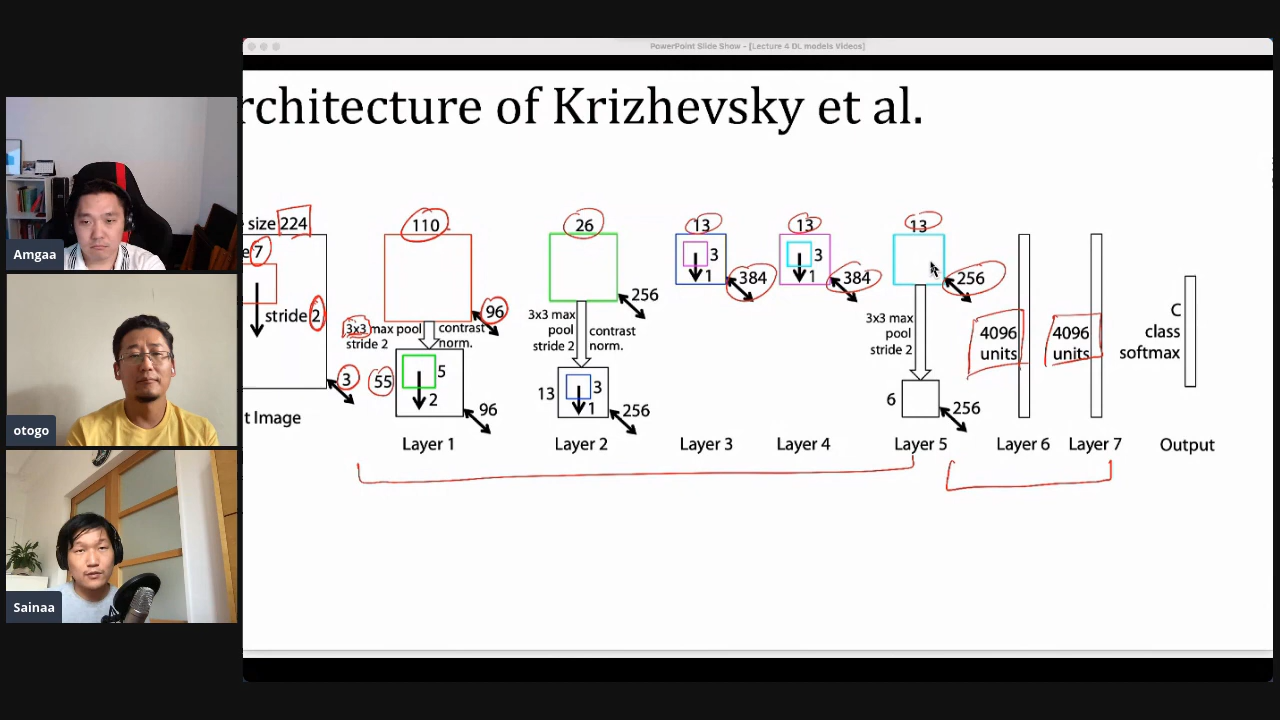 PowerPoint Slide Show - [Lecture 4 DL models Videos]
rchitecture of Krizhevsky et al.
e size 224
110
26
13
13
13
e 7
stride 2
3
96
3x3 max pool
stride 2
contrast
norm.
55
5
2
96
Layer 1
256
3x3 max
pool
stride 2
contrast
norm.
13
3
1
256
Layer 2
3
1
384
Layer 3
3
1
384
Layer 4
256
3x3 max
pool
stride 2
6
256
Layer 5
4096
units
Layer 6
4096
units
Layer 7
C
class
softmax
Output
t Image
Amgaa
otogo
Sainaa